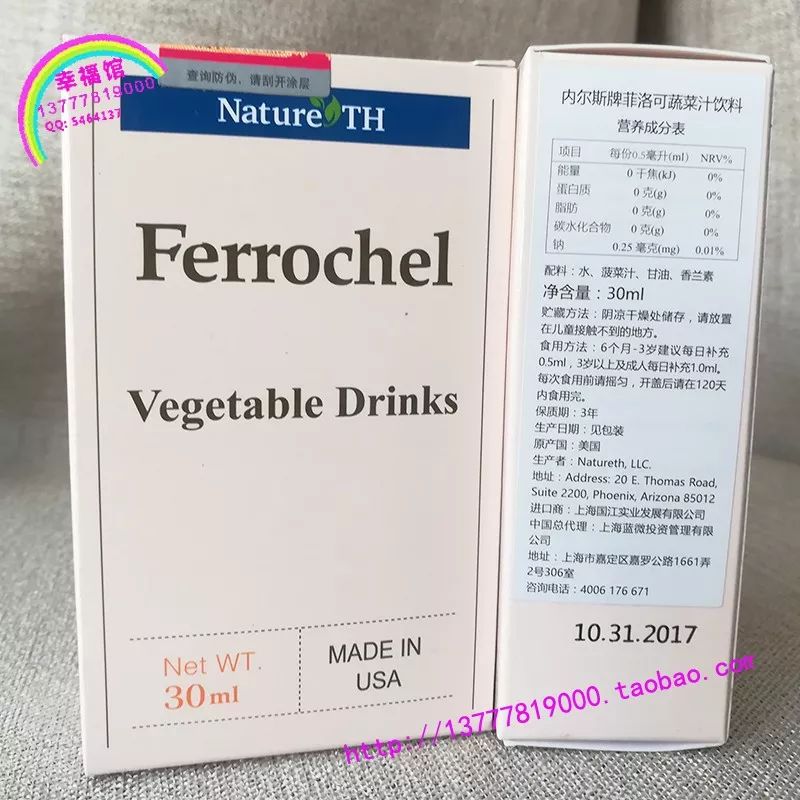 幸福馆
13777819000
QQ: 5464137
查询防伪，请刮开涂层
Nature TH
Ferrochel
Vegetable Drinks
Net WT.
30ml
MADE IN
USA
内尔斯牌菲洛可蔬菜汁饮料
营养成分表
项目 每份0.5毫升(ml) NRV%
能量 0 千焦(kJ) 0%
蛋白质 0 克(g) 0%
脂肪 0 克(g) 0%
碳水化合物 0 克(g) 0%
钠 0.25 毫克(mg) 0.01%
配料：水、菠菜汁、甘油、香兰素
净含量：30ml
贮藏方法：阴凉干燥处储存，请放置
在儿童接触不到的地方。
食用方法：6个月-3岁建议每日补充
0.5ml，3岁以上及成人每日补充1.0ml。
每次食用前请摇匀，开盖后请在120天
内食用完。
保质期：3年
生产日期：见包装
原产国：美国
生产者：Natureth, LLC.
地址：Address: 20 E. Thomas Road,
Suite 2200, Phoenix, Arizona 85012
进口商：上海国江实业发展有限公司
中国总代理：上海蓝微投资管理有限
公司
地址：上海市嘉定区嘉罗公路1661弄
2号306室
咨询电话：4006 176 671
10.31.2017
http://13777819000.taobao.com